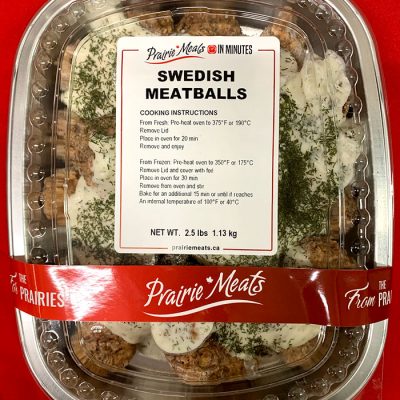 Prairie Meats IN MINUTES
SWEDISH
MEATBALLS
COOKING INSTRUCTIONS
From Fresh: Pre-heat oven to 375°F or 190°C
Remove Lid
Place in oven for 20 min
Remove and enjoy
From Frozen: Pre-heat oven to 350°F or 175°C
Remove Lid and cover with foil
Place in oven for 30 min
Remove from oven and stir
Bake for an additional 15 min or until it reaches
An internal temperature of 100°F or 40°C
NET WT. 2.5 lbs 1.13 kg
prairiemeats.ca
From THE PRAIRIES
Prairie Meats
From THE PRA